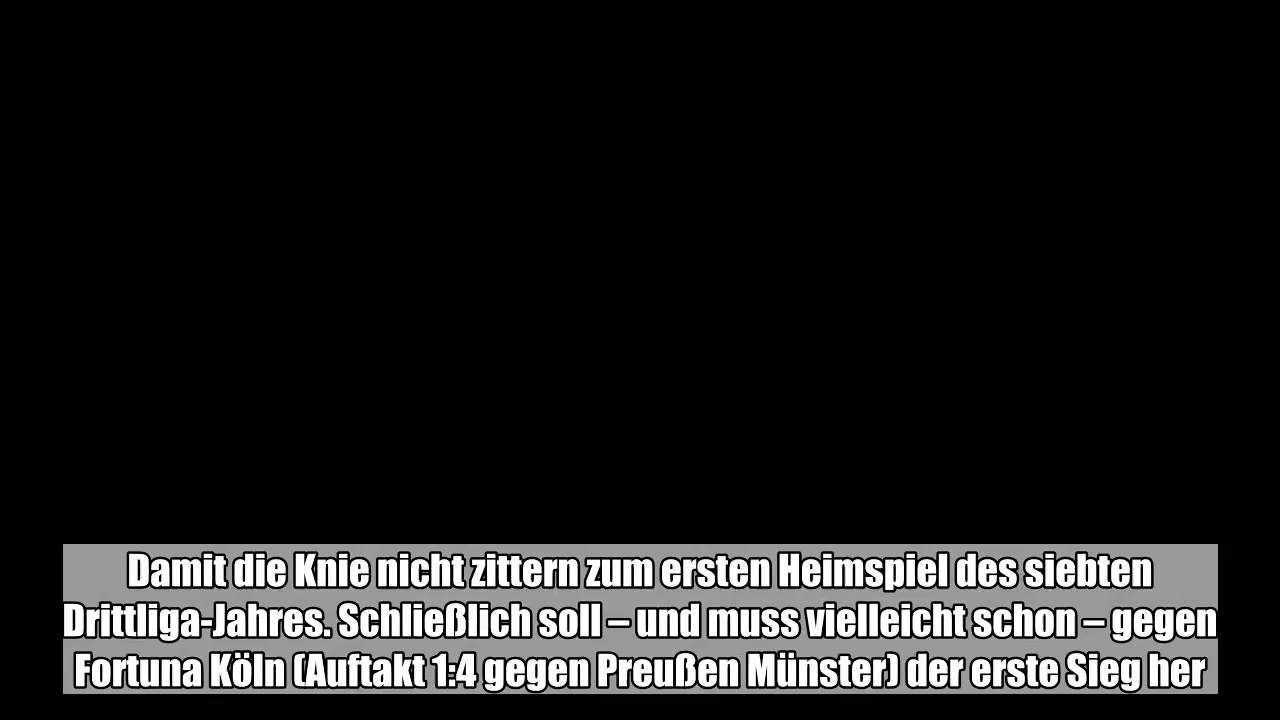 Damit die Knie nicht zittern zum ersten Heimspiel des siebten
Drittliga-Jahres. Schließlich soll – und muss vielleicht schon – gegen
Fortuna Köln (Auftakt 1:4 gegen Preußen Münster) der erste Sieg her